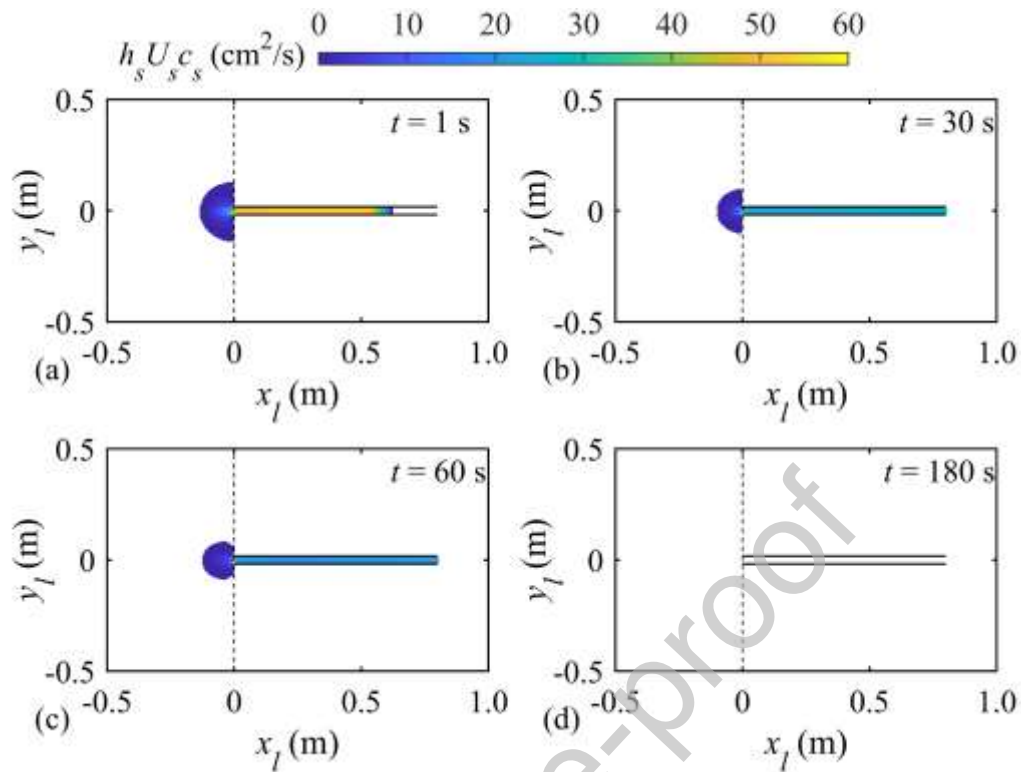 0 10 20 30 40 50 60
h_s U_s c_s (cm²/s)
0.5
t = 1 s
y_l (m)
0
-0.5
-0.5 0 0.5 1.0
(a)
x_l (m)
0.5
t = 30 s
y_l (m)
0
-0.5
-0.5 0 0.5 1.0
(b)
x_l (m)
0.5
t = 60 s
y_l (m)
0
-0.5
-0.5 0 0.5 1.0
(c)
x_l (m)
0.5
t = 180 s
y_l (m)
0
-0.5
-0.5 0 0.5 1.0
(d)
x_l (m)
e-proof